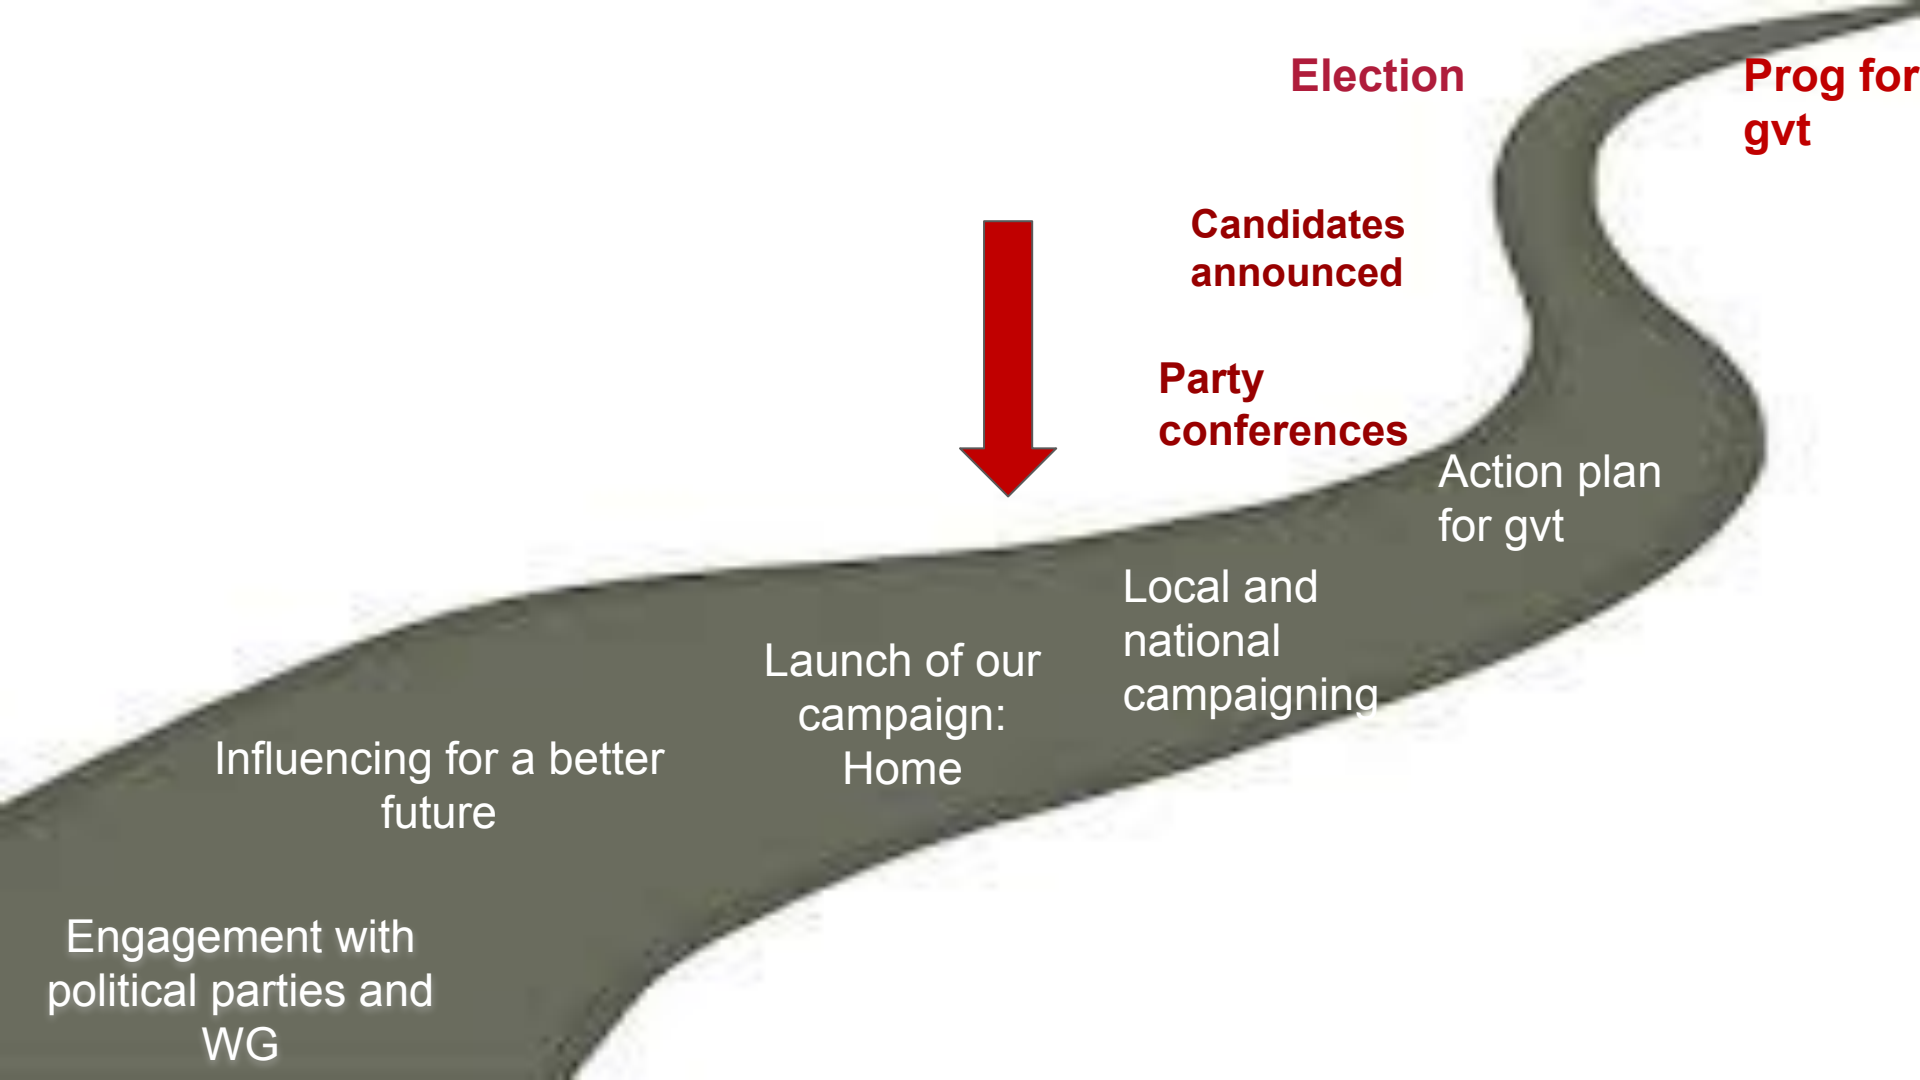 Election
Prog for
gvt
Candidates
announced
Party
conferences
Action plan
for gvt
Local and
national
campaigning
Launch of our
campaign:
Home
Influencing for a better
future
Engagement with
political parties and
WG